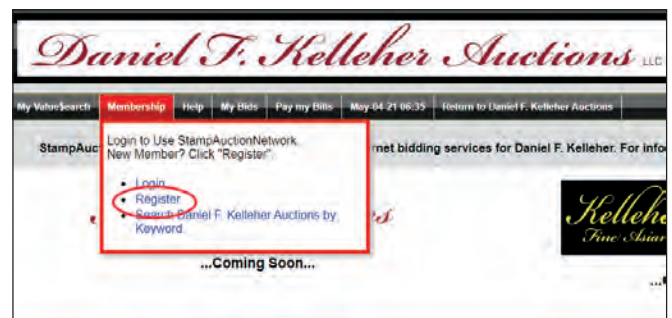 Daniel F. Kelleher Auctions LLC
My Value$earch Membership Help My Bids Pay my Bills May-04-21 06:35 Return to Daniel F. Kelleher Auctions
StampAuc
rnet bidding services for Daniel F. Kelleher. For info
Login to Use StampAuctionNetwork.
New Member? Click "Register".
• Login
• Register
• Search Daniel F. Kelleher Auctions by
Keyword.
Kelleh
Fine Asian
...Coming Soon...